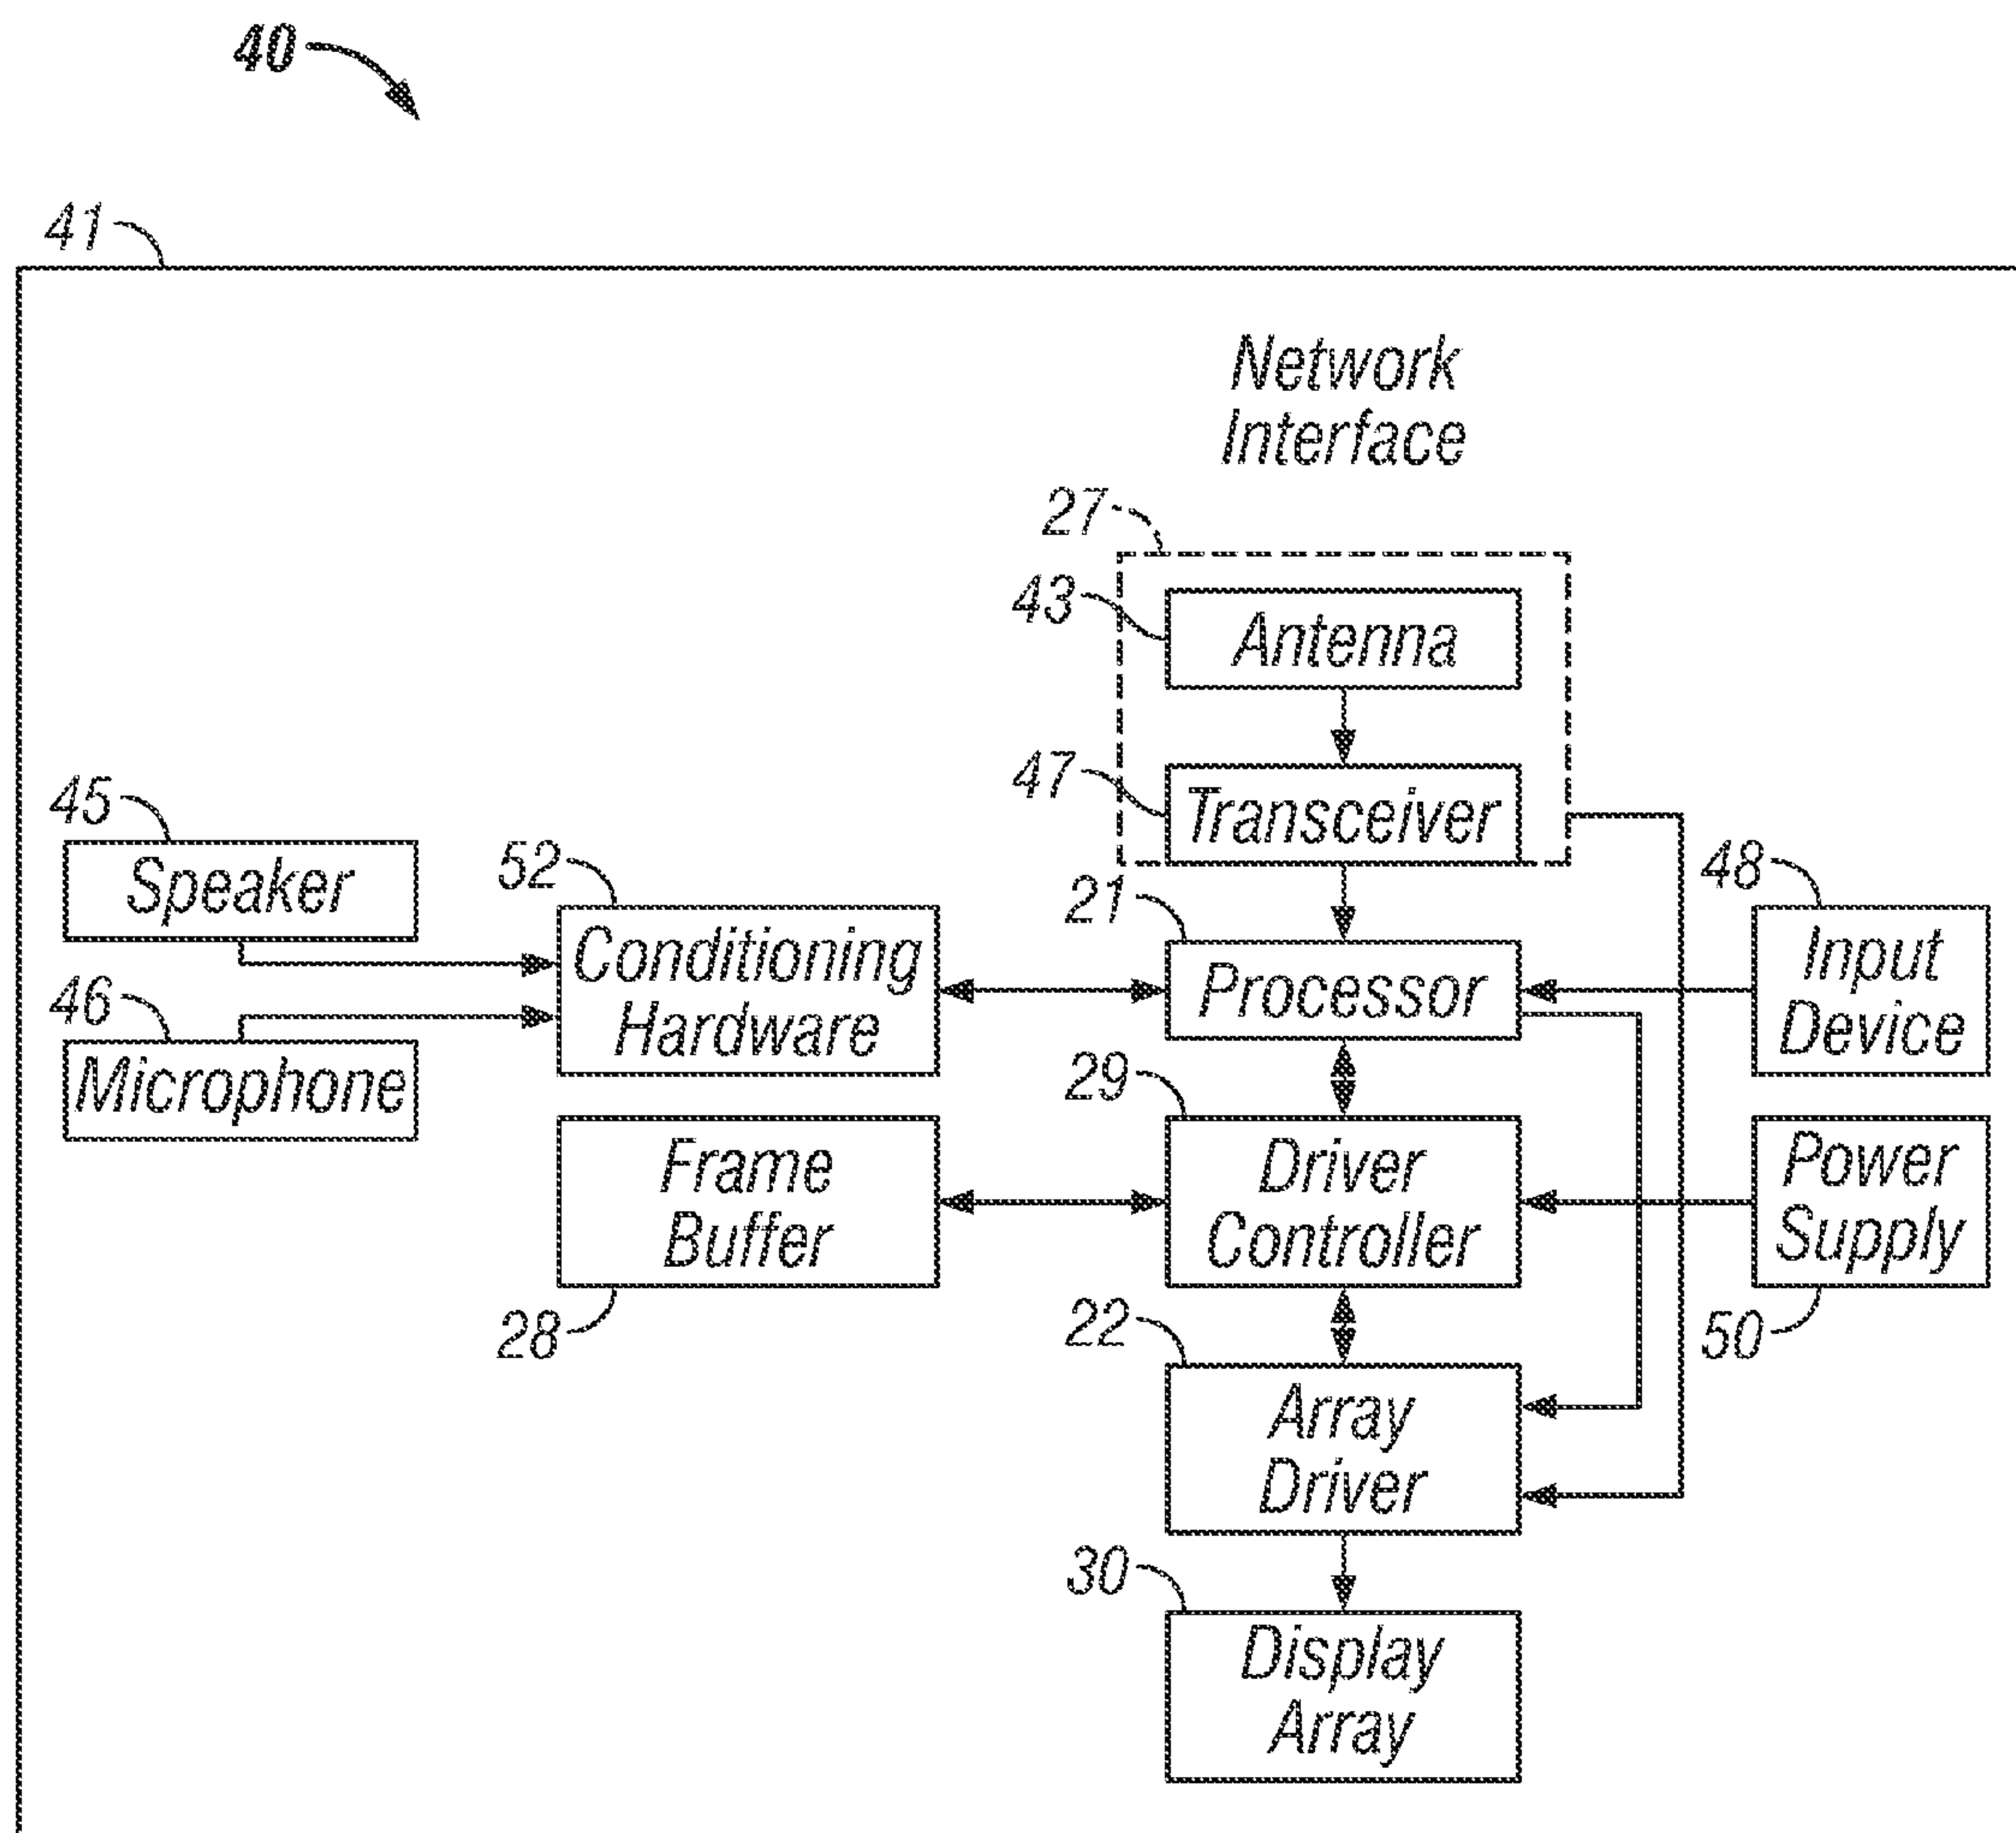 40
41
Network
Interface
27
43
Antenna
47
Transceiver
45
Speaker
52
Conditioning
Hardware
21
Processor
48
Input
Device
46
Microphone
29
Driver
Controller
Frame
Buffer
28
Power
Supply
50
22
Array
Driver
30
Display
Array